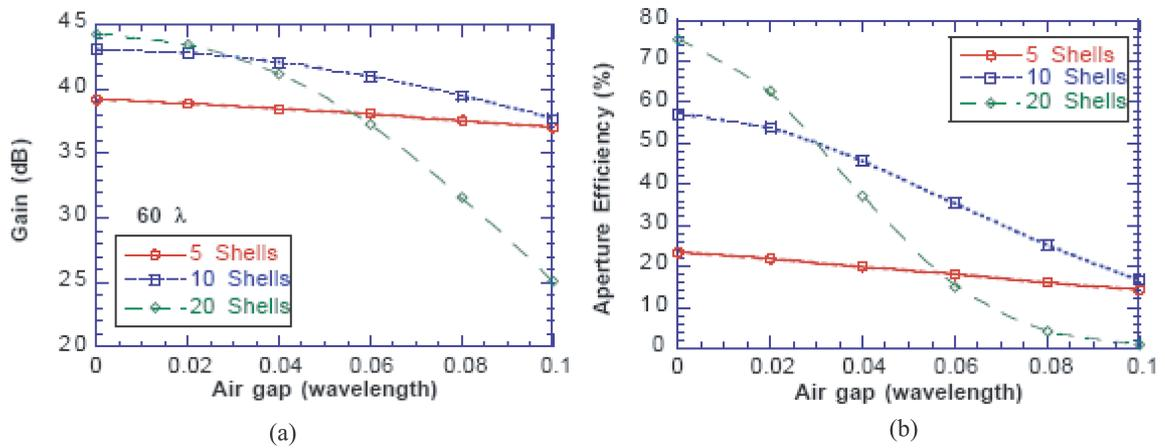 45
40
35
30
25
20
Gain (dB)
60 λ
5 Shells
10 Shells
20 Shells
0 0.02 0.04 0.06 0.08 0.1
Air gap (wavelength)
(a)
80
70
60
50
40
30
20
10
0
Aperture Efficiency (%)
5 Shells
10 Shells
20 Shells
0 0.02 0.04 0.06 0.08 0.1
Air gap (wavelength)
(b)